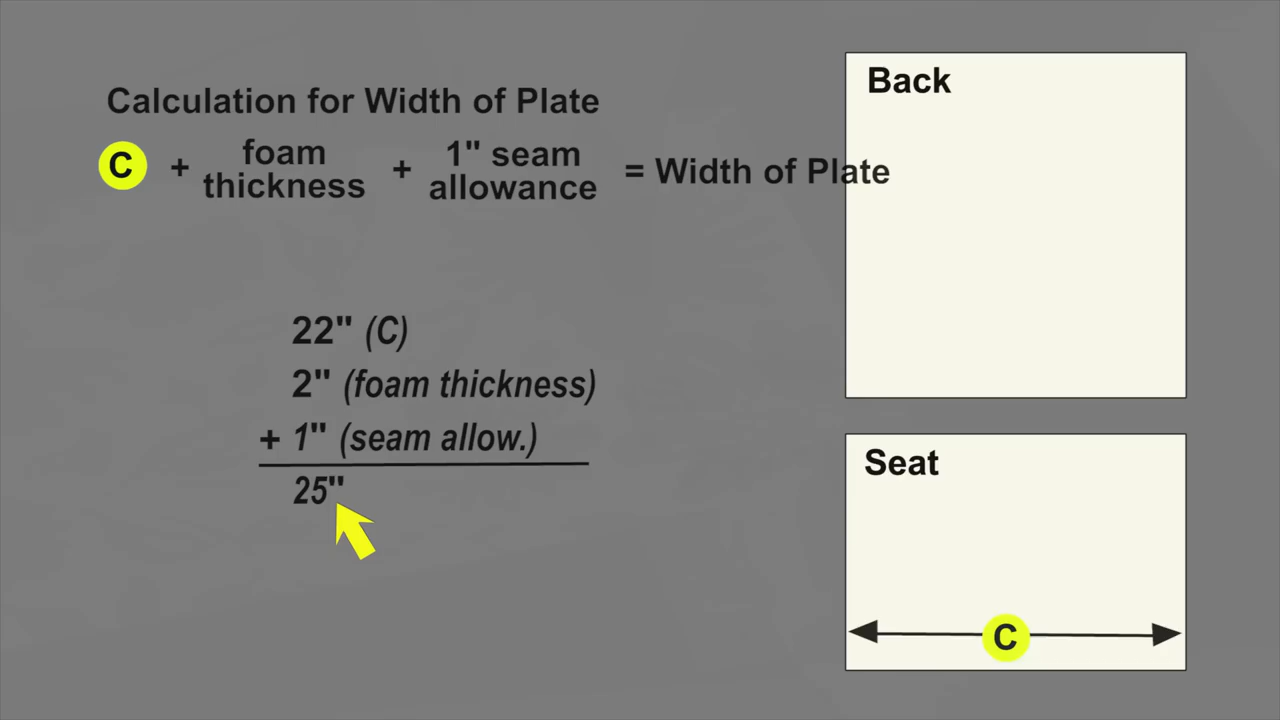 Calculation for Width of Plate
C + foam thickness + 1" seam allowance = Width of Plate
22" (C)
2" (foam thickness)
+ 1" (seam allow.)
25"
Back
Seat
C